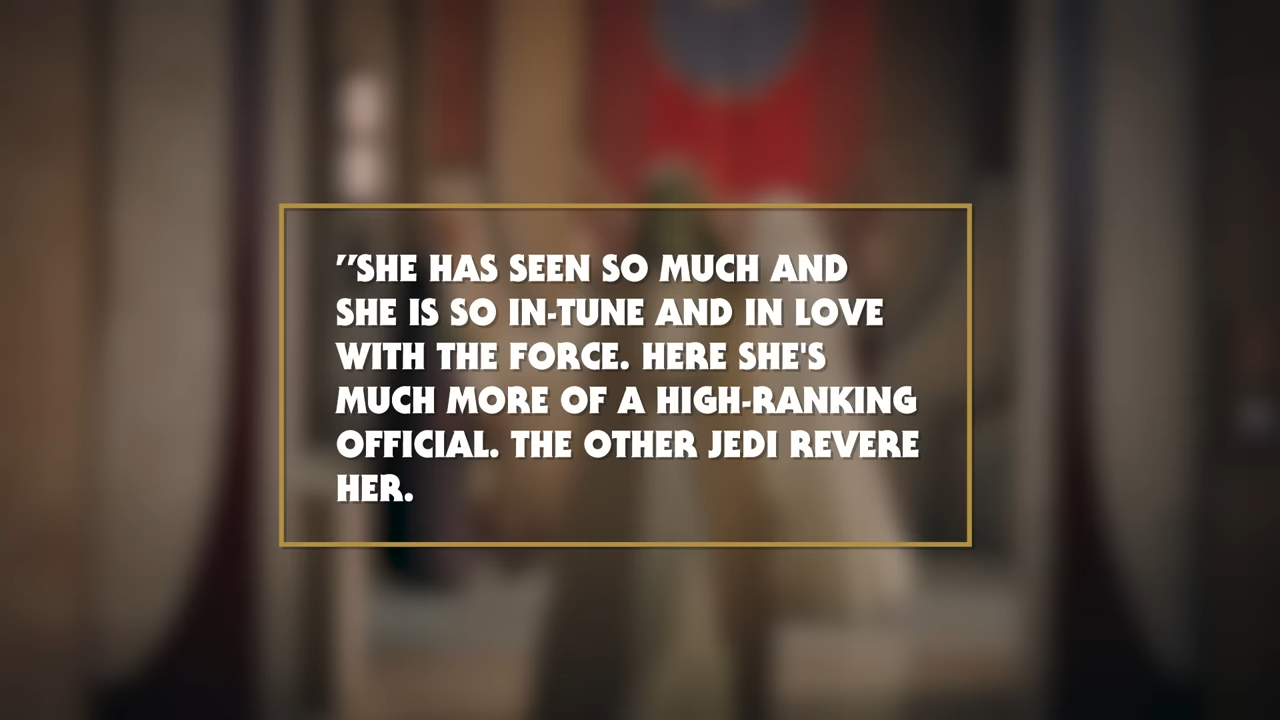 "SHE HAS SEEN SO MUCH AND
SHE IS SO IN-TUNE AND IN LOVE
WITH THE FORCE. HERE SHE'S
MUCH MORE OF A HIGH-RANKING
OFFICIAL. THE OTHER JEDI REVERE
HER.